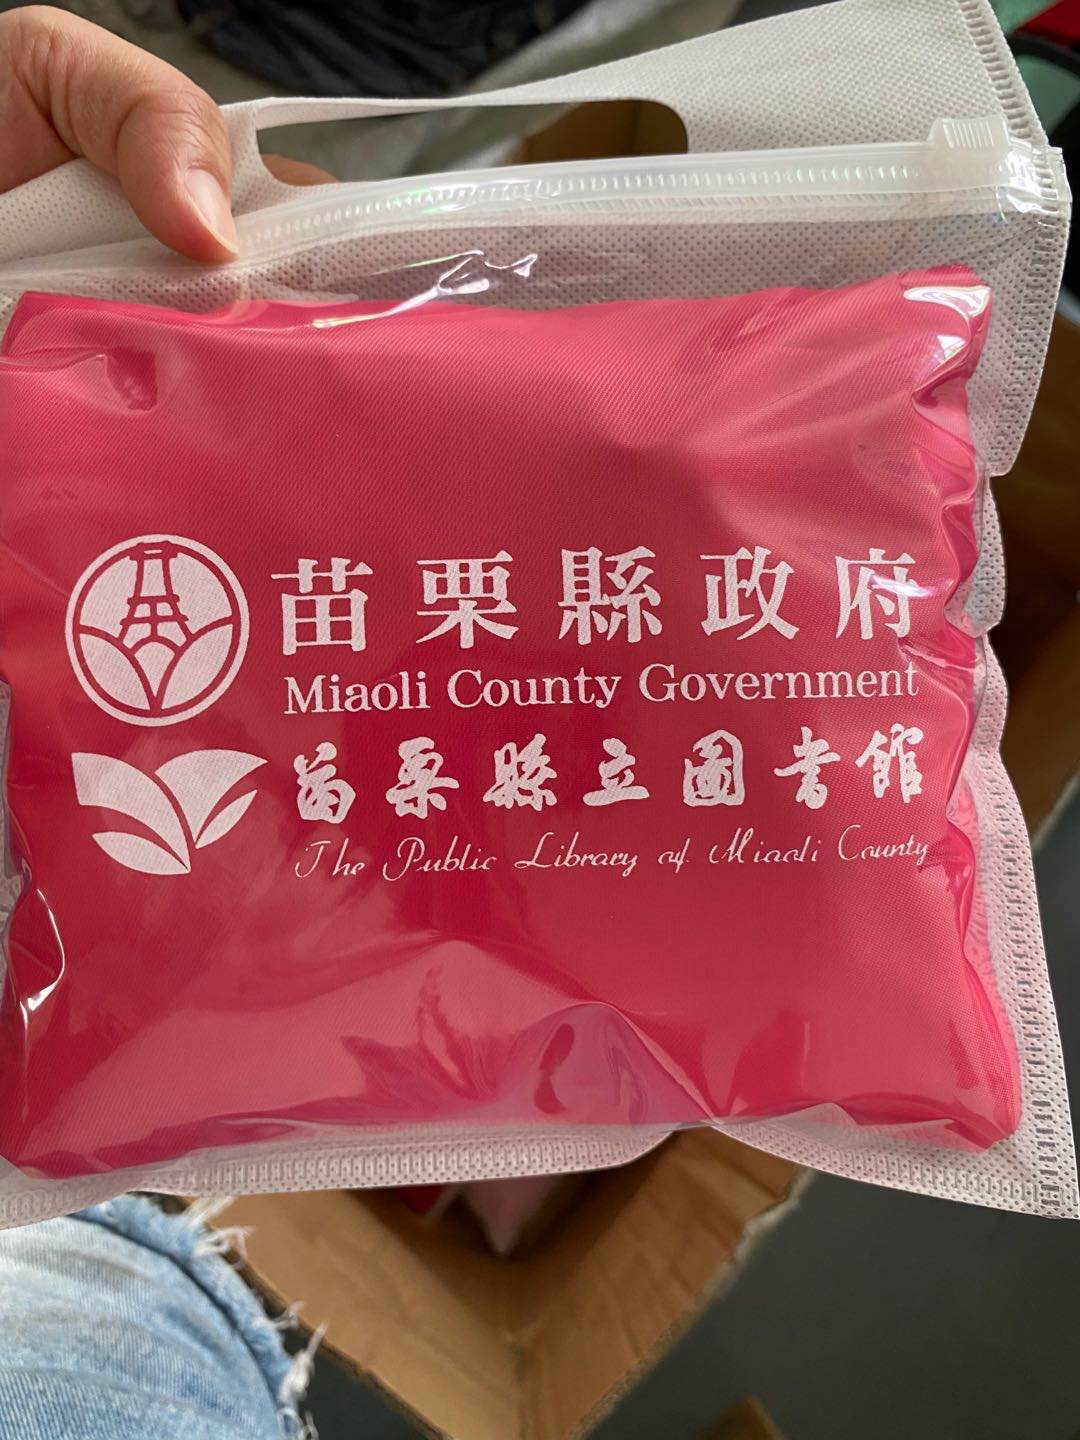 苗栗縣政府
Miaoli County Government
苗栗縣立圖書館
The Public Library of Miaoli County